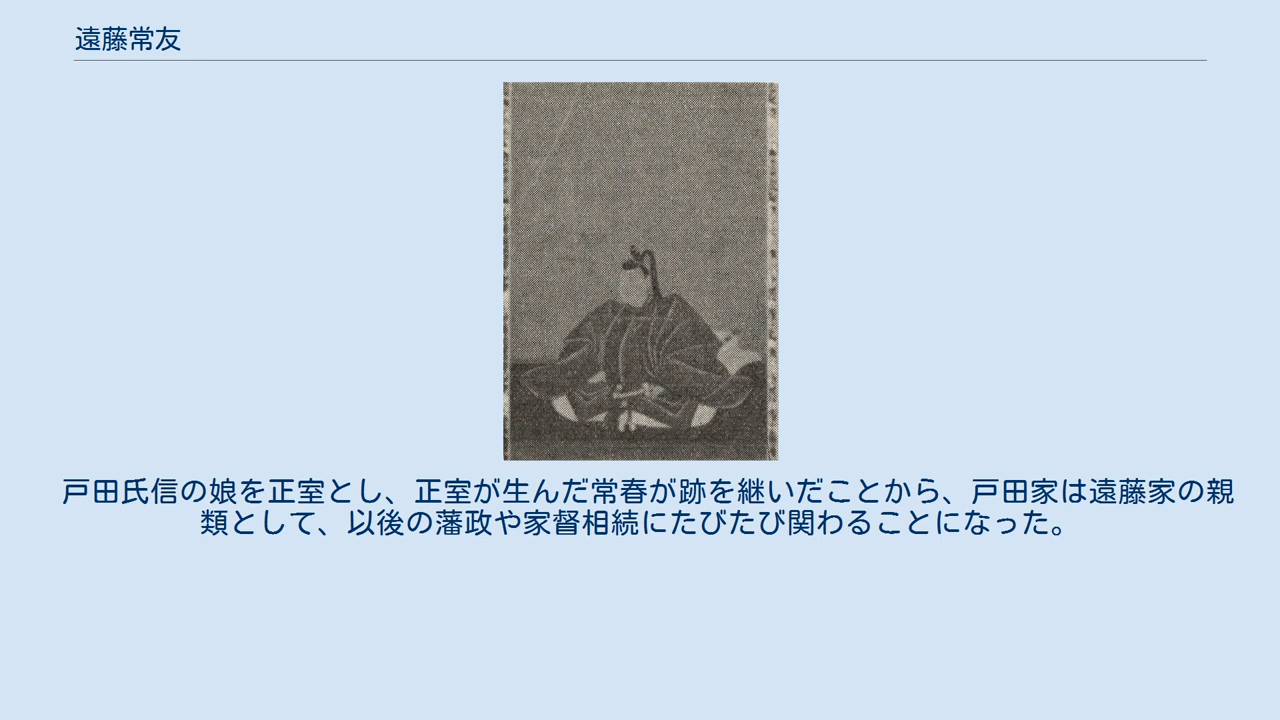 遠藤常友
戸田氏信の娘を正室とし、正室が生んだ常春が跡を継いだことから、戸田家は遠藤家の親
類として、以後の藩政や家督相続にたびたび関わることになった。